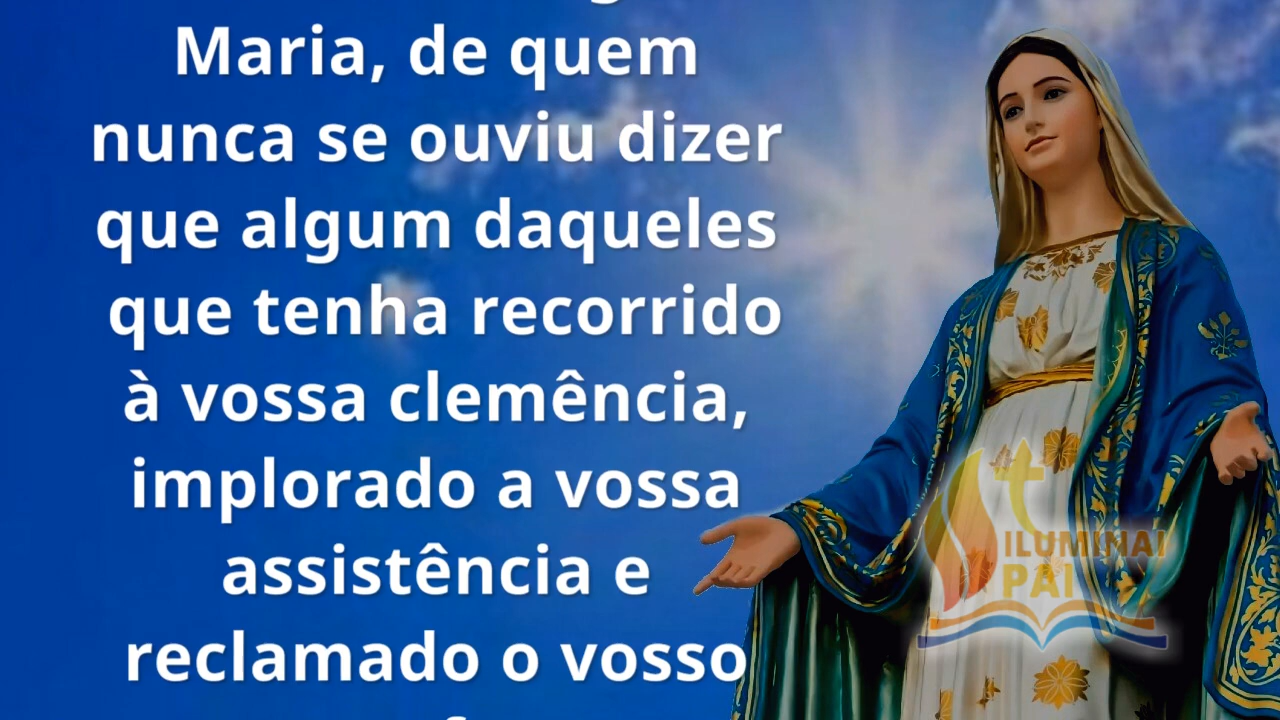 Maria, de quem
nunca se ouviu dizer
que algum daqueles
que tenha recorrido
à vossa clemência,
implorado a vossa
assistência e
reclamado o vosso
ILUMINAI
PAI